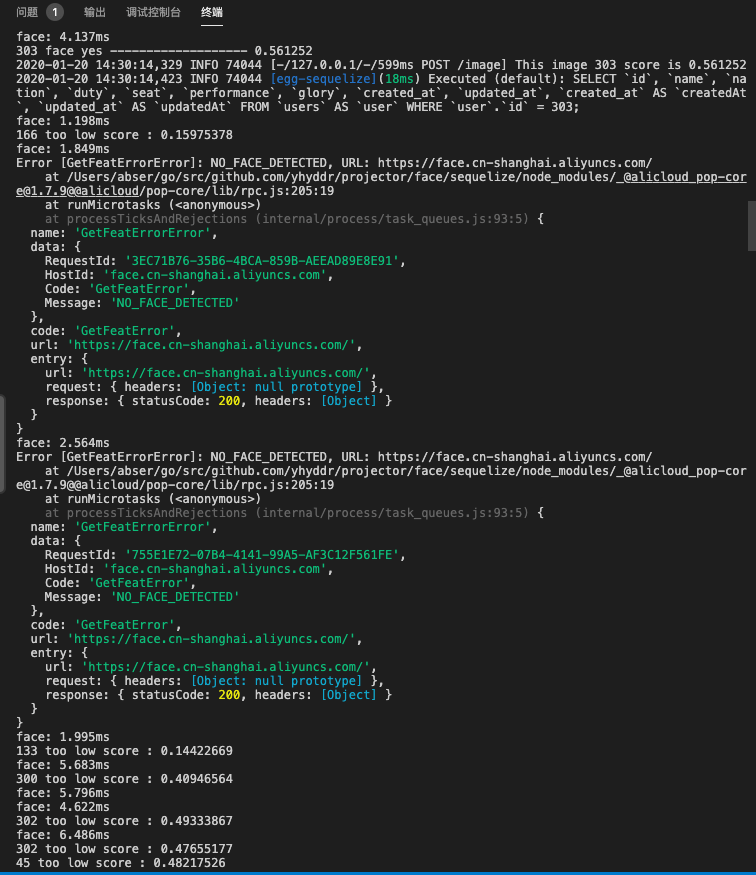 问题 1 输出 调试控制台 终端
face: 4.137ms
303 face yes ------------------- 0.561252
2020-01-20 14:30:14,329 INFO 74044 [-/127.0.0.1/-/599ms POST /image] This image 303 score is 0.561252
2020-01-20 14:30:14,423 INFO 74044 [egg-sequelize](18ms) Executed (default): SELECT `id`, `name`, `na
tion`, `duty`, `seat`, `performance`, `glory`, `created_at`, `updated_at`, `created_at` AS `createdAt
`, `updated_at` AS `updatedAt` FROM `users` AS `user` WHERE `user`.`id` = 303;
face: 1.198ms
166 too low score : 0.15975378
face: 1.849ms
Error [GetFeatErrorError]: NO_FACE_DETECTED, URL: https://face.cn-shanghai.aliyuncs.com/
    at /Users/abser/go/src/github.com/yhyddr/projector/face/sequelize/node_modules/_@alicloud_pop-cor
e@1.7.9@@alicloud/pop-core/lib/rpc.js:205:19
    at runMicrotasks (<anonymous>)
    at processTicksAndRejections (internal/process/task_queues.js:93:5) {
  name: 'GetFeatErrorError',
  data: {
    RequestId: '3EC71B76-35B6-4BCA-859B-AEEAD89E8E91',
    HostId: 'face.cn-shanghai.aliyuncs.com',
    Code: 'GetFeatError',
    Message: 'NO_FACE_DETECTED'
  },
  code: 'GetFeatError',
  url: 'https://face.cn-shanghai.aliyuncs.com/',
  entry: {
    url: 'https://face.cn-shanghai.aliyuncs.com/',
    request: { headers: [Object: null prototype] },
    response: { statusCode: 200, headers: [Object] }
  }
}
face: 2.564ms
Error [GetFeatErrorError]: NO_FACE_DETECTED, URL: https://face.cn-shanghai.aliyuncs.com/
    at /Users/abser/go/src/github.com/yhyddr/projector/face/sequelize/node_modules/_@alicloud_pop-cor
e@1.7.9@@alicloud/pop-core/lib/rpc.js:205:19
    at runMicrotasks (<anonymous>)
    at processTicksAndRejections (internal/process/task_queues.js:93:5) {
  name: 'GetFeatErrorError',
  data: {
    RequestId: '755E1E72-07B4-4141-99A5-AF3C12F561FE',
    HostId: 'face.cn-shanghai.aliyuncs.com',
    Code: 'GetFeatError',
    Message: 'NO_FACE_DETECTED'
  },
  code: 'GetFeatError',
  url: 'https://face.cn-shanghai.aliyuncs.com/',
  entry: {
    url: 'https://face.cn-shanghai.aliyuncs.com/',
    request: { headers: [Object: null prototype] },
    response: { statusCode: 200, headers: [Object] }
  }
}
face: 1.995ms
133 too low score : 0.14422669
face: 5.683ms
300 too low score : 0.40946564
face: 5.796ms
face: 4.622ms
302 too low score : 0.49333867
face: 6.486ms
302 too low score : 0.47655177
45 too low score : 0.48217526